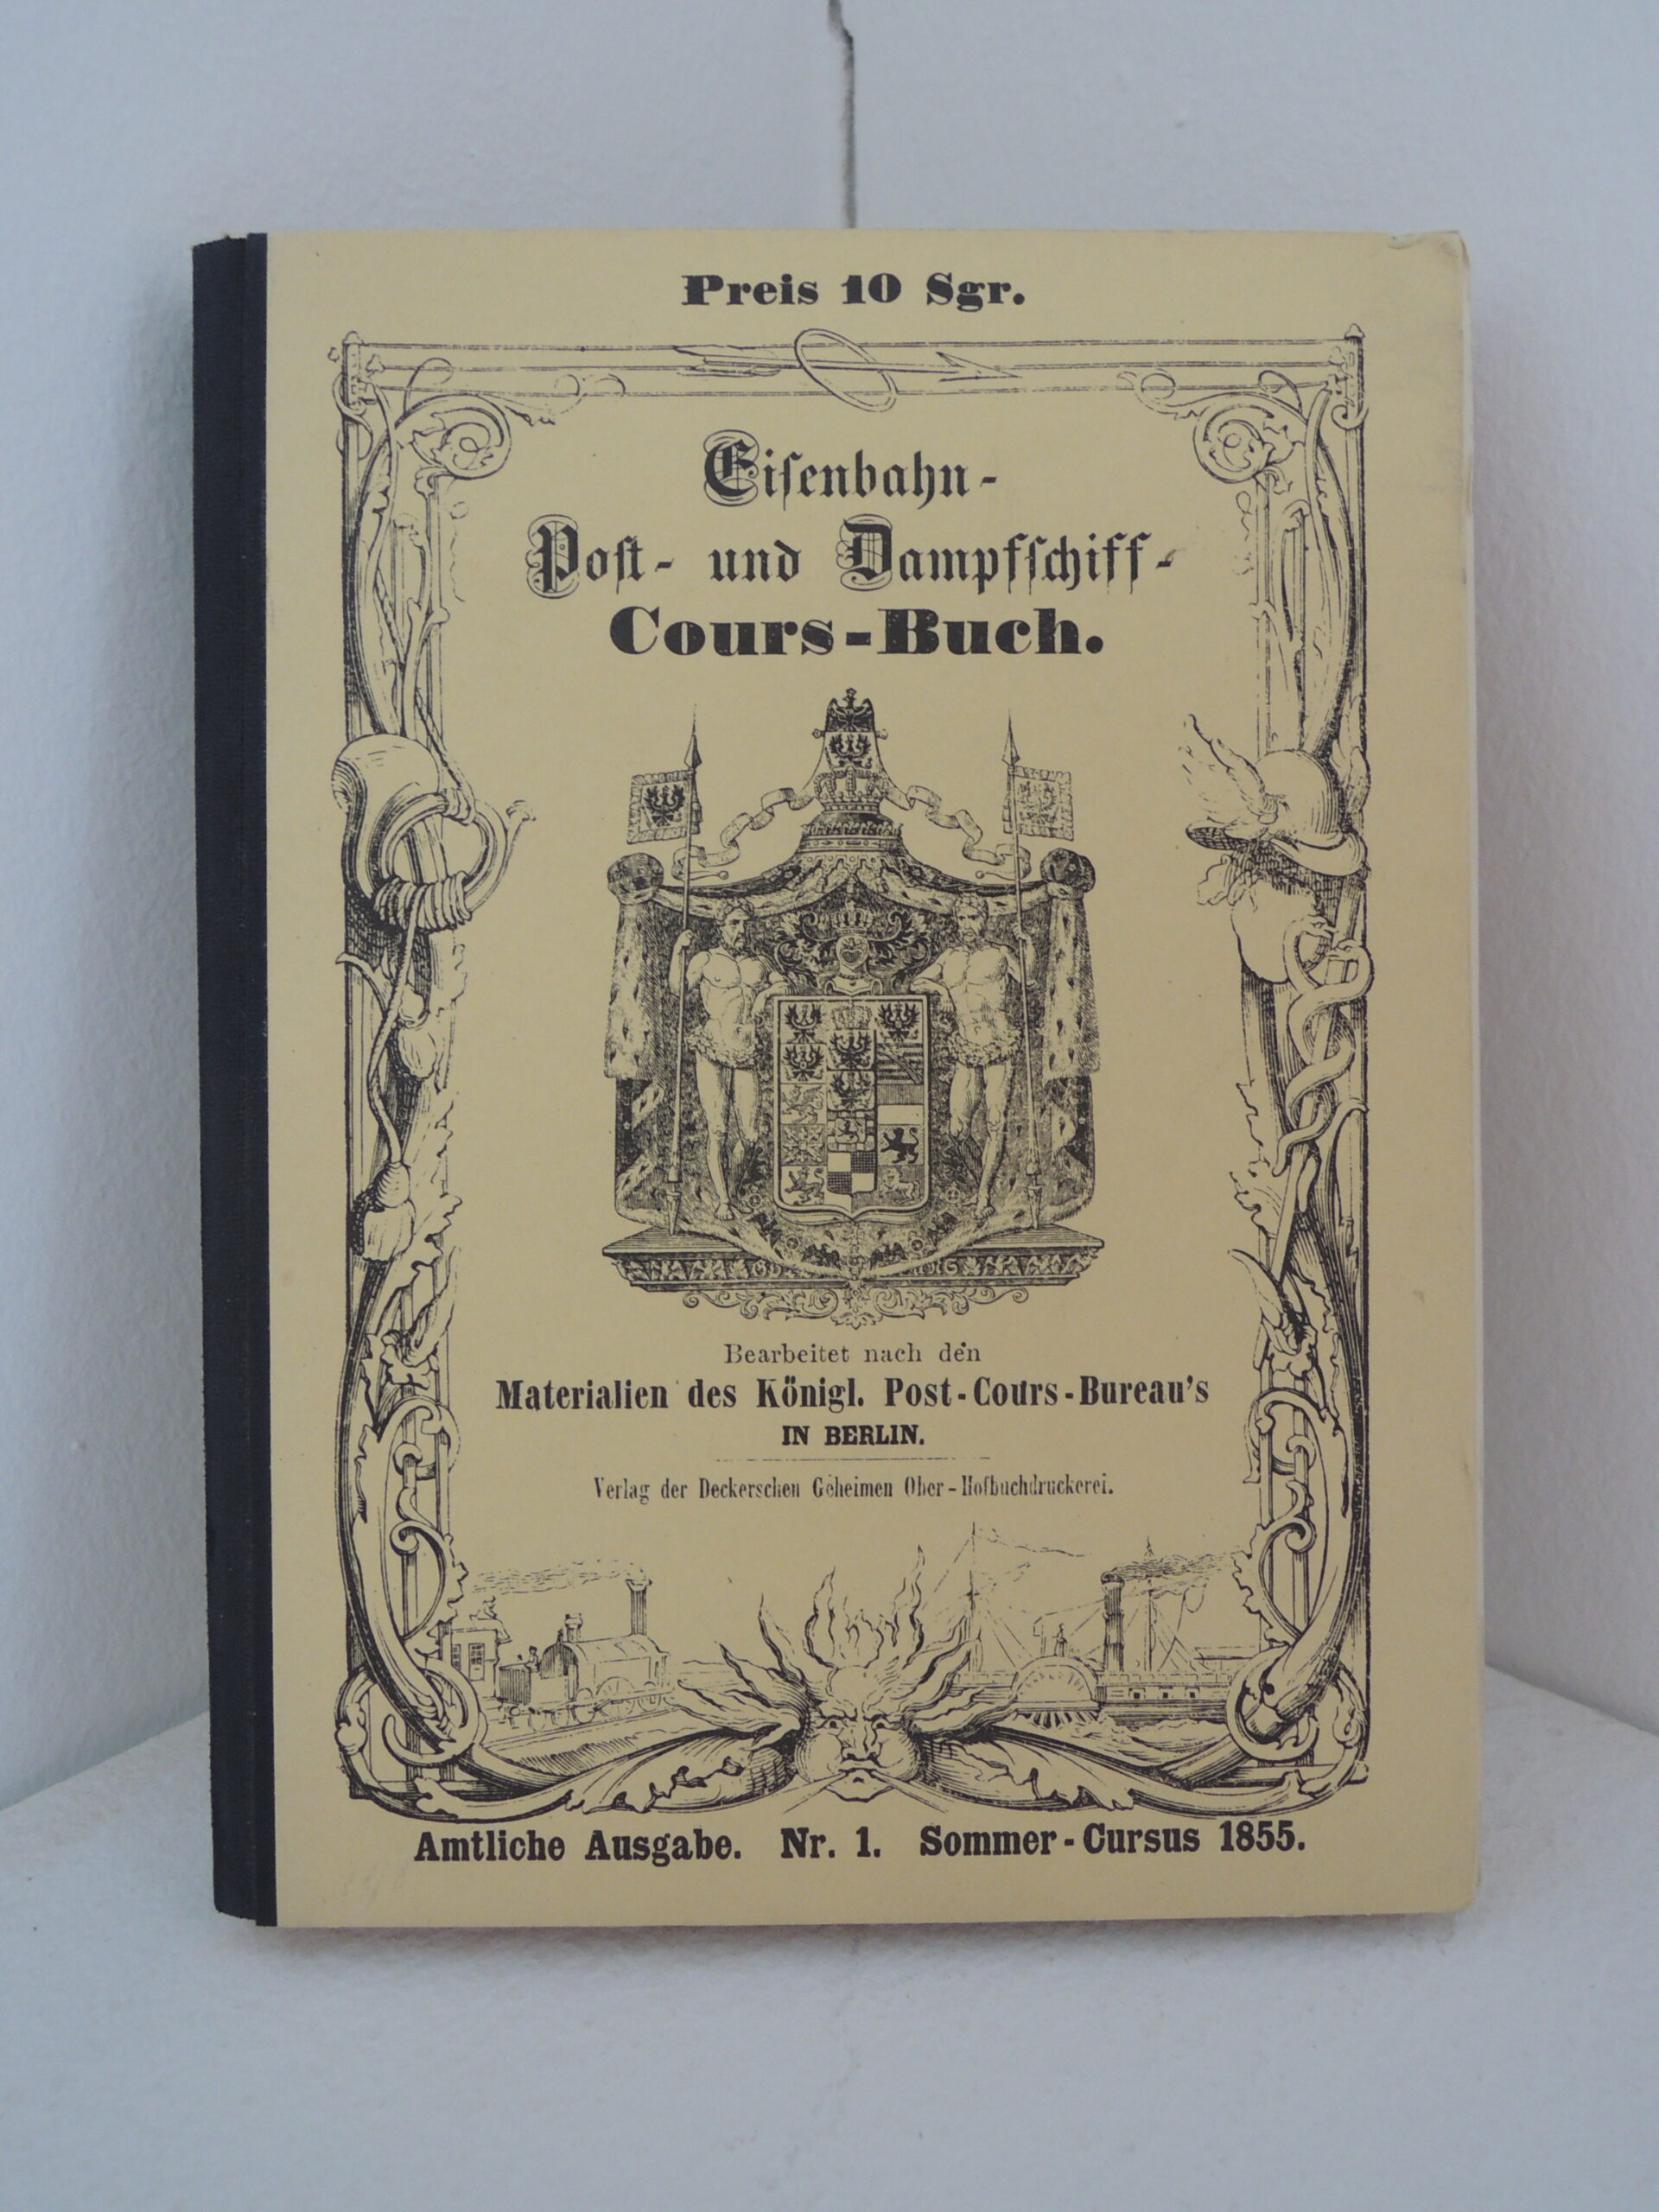 Preis 10 Sgr.
Eiſenbahn-
Poſt- und Dampfſchiff-
Cours-Buch.
Bearbeitet nach den
Materialien des Königl. Post-Cours-Bureau's
IN BERLIN.
Verlag der Deckerschen Geheimen Ober-Hofbuchdruckerei.
Amtliche Ausgabe. Nr. 1. Sommer-Cursus 1855.